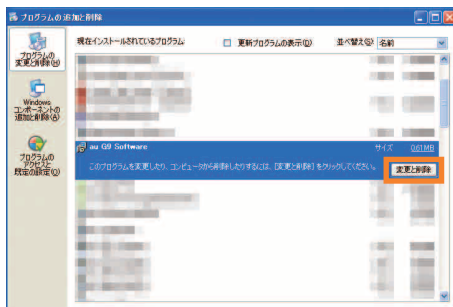 プログラムの追加と削除
現在インストールされているプログラム:
更新プログラムの表示(D)
並べ替え(S):
名前
プログラムの
変更と削除(H)
Windows
コンポーネントの
追加と削除(A)
プログラムの
アクセスと
既定の設定(O)
au G9 Software
サイズ
0.61MB
このプログラムを変更したり、コンピュータから削除したりするには、[変更と削除] をクリックしてください。
変更と削除